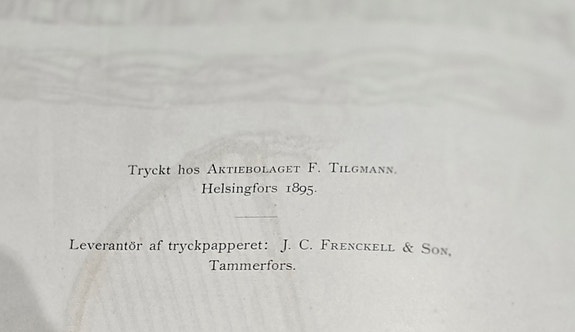 Tryckt hos Aktiebolaget F. Tilgmann.
Helsingfors 1895.
Leverantör af tryckpapperet: J. C. Frenckell & Son,
Tammerfors.